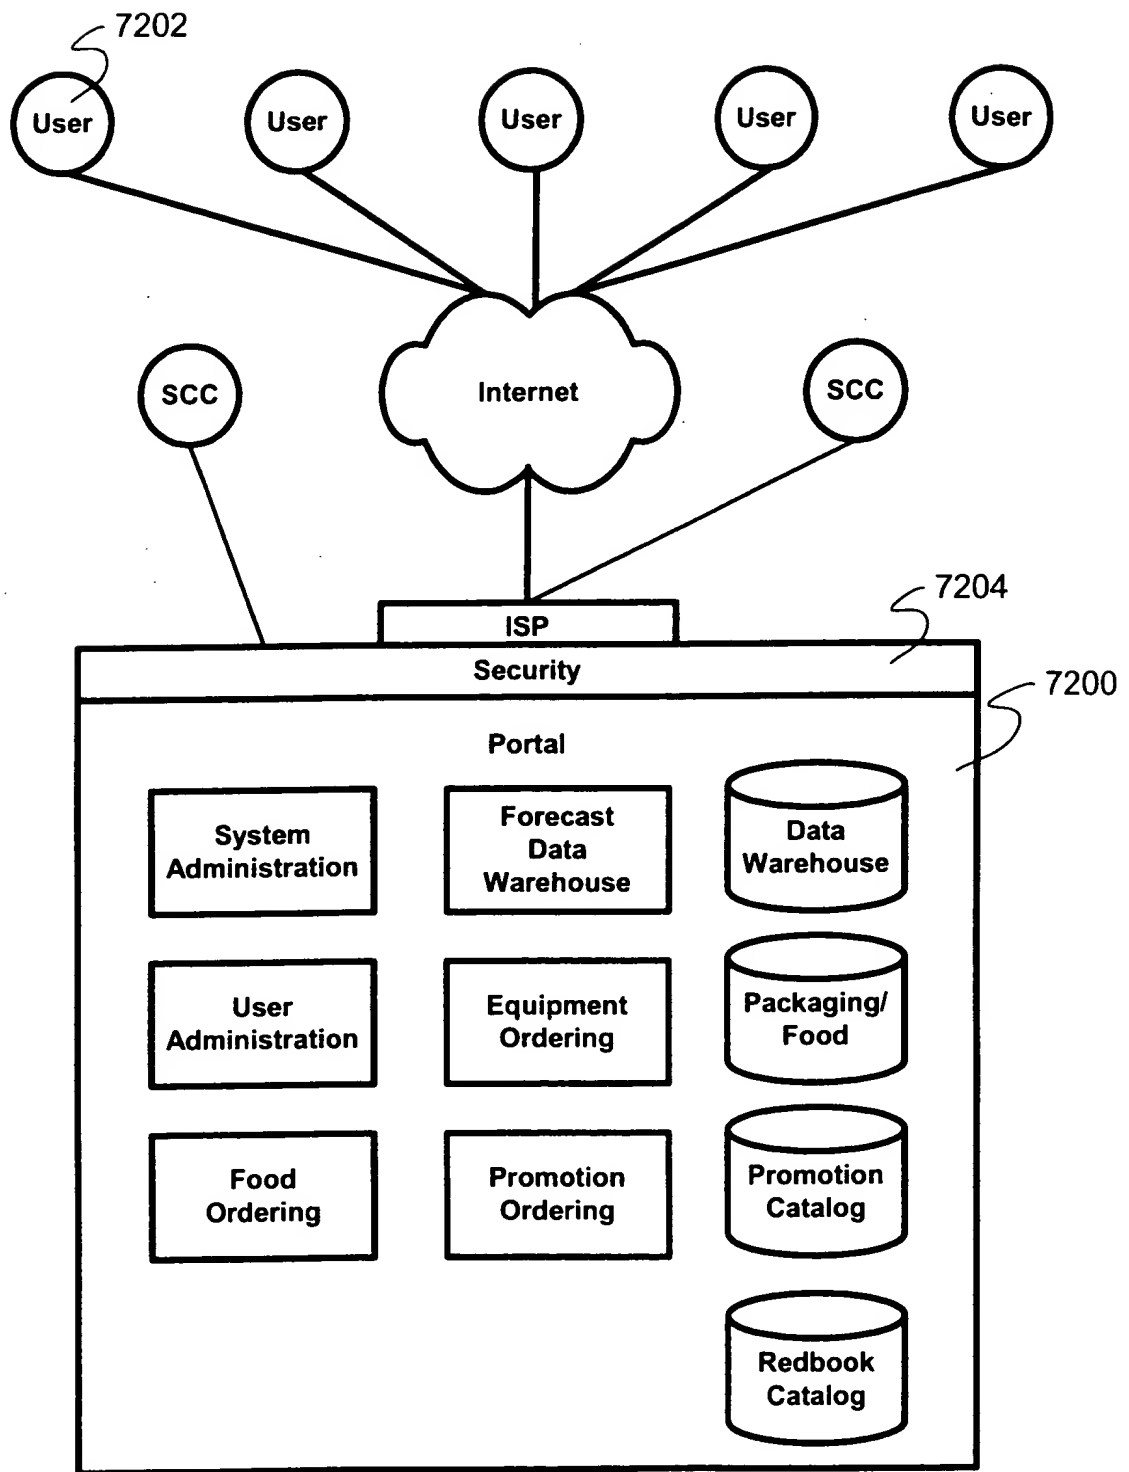 7202
User
User
User
User
User
SCC
Internet
SCC
7204
ISP
Security
7200
Portal
System
Administration
Forecast
Data
Warehouse
Data
Warehouse
User
Administration
Equipment
Ordering
Packaging/
Food
Food
Ordering
Promotion
Ordering
Promotion
Catalog
Redbook
Catalog